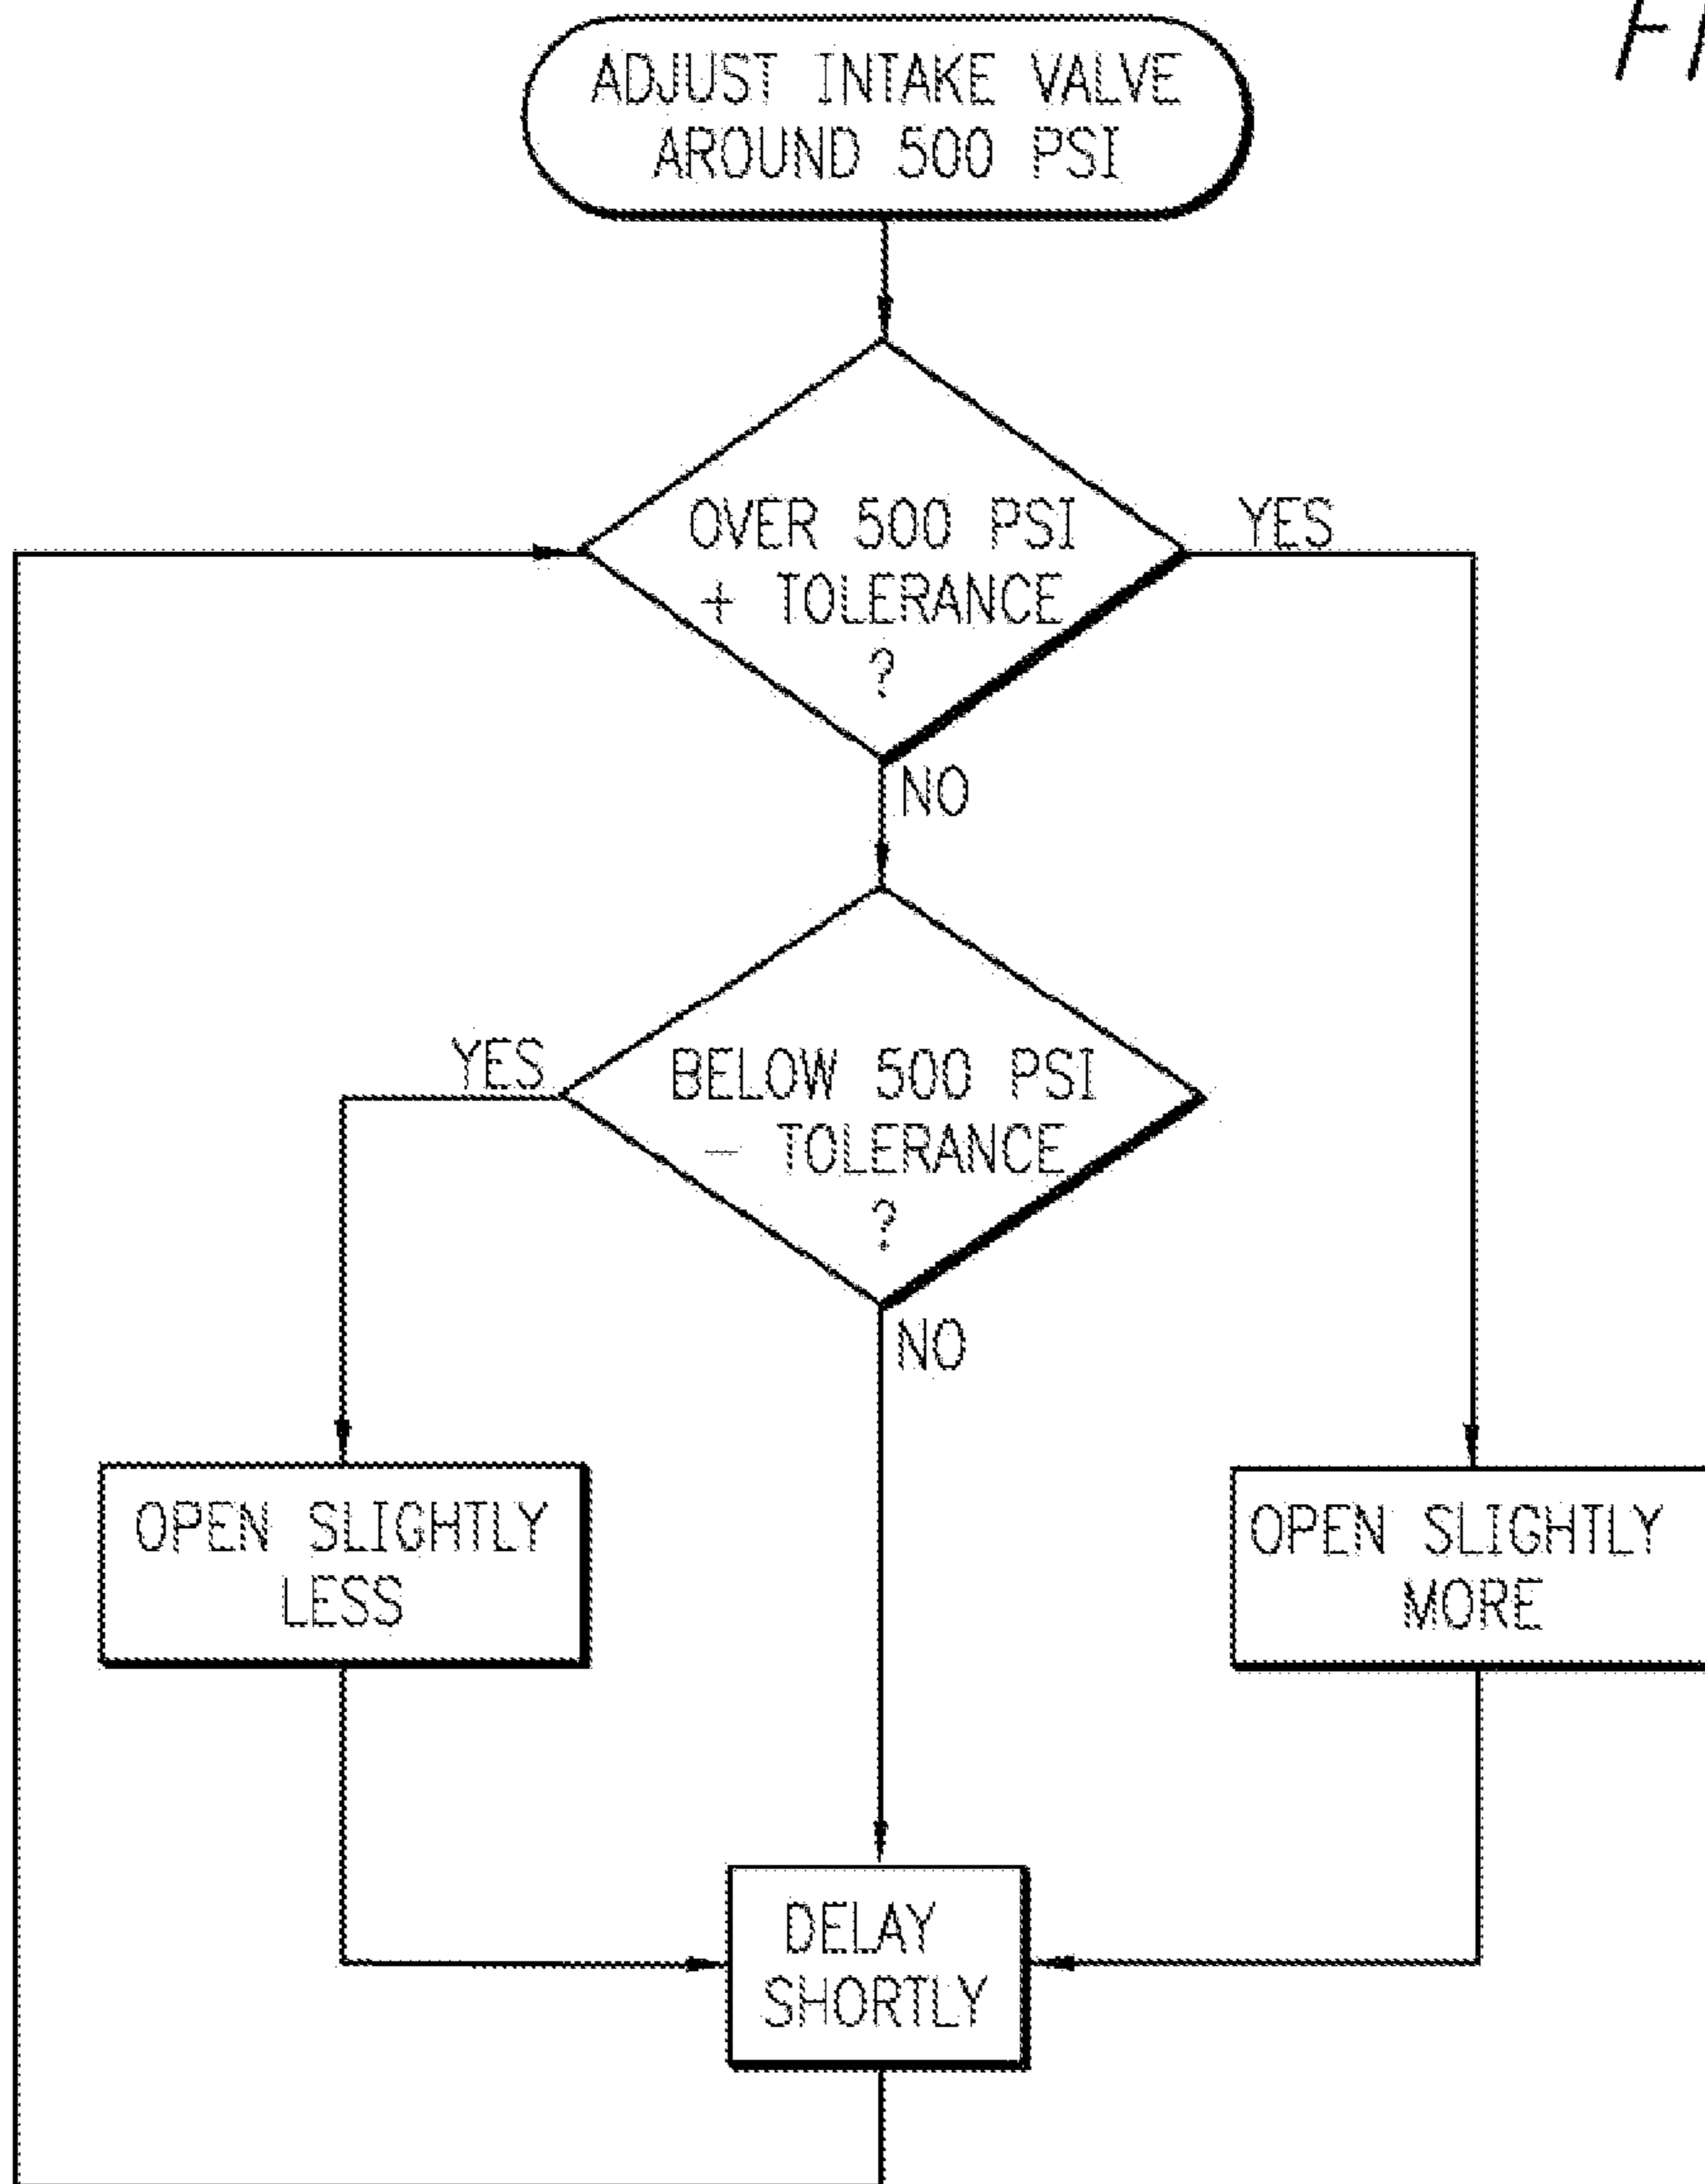 ADJUST INTAKE VALVE
AROUND 500 PSI
OVER 500 PSI
+ TOLERANCE
?
YES
NO
BELOW 500 PSI
- TOLERANCE
?
YES
NO
OPEN SLIGHTLY
LESS
OPEN SLIGHTLY
MORE
DELAY
SHORTLY